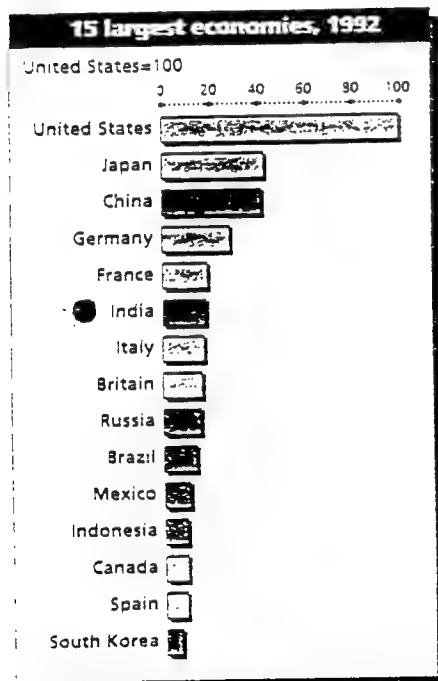 15 largest economies, 1992
United States=100
0 20 40 60 80 100
United States
Japan
China
Germany
France
India
Italy
Britain
Russia
Brazil
Mexico
Indonesia
Canada
Spain
South Korea